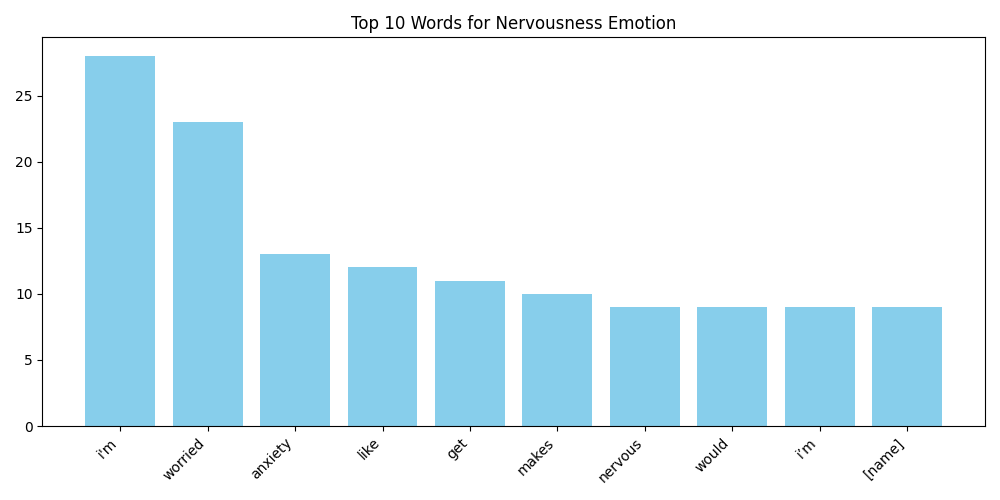 Top 10 Words for Nervousness Emotion
25
20
15
10
5
0
i'm
worried
anxiety
like
get
makes
nervous
would
i’m
[name]